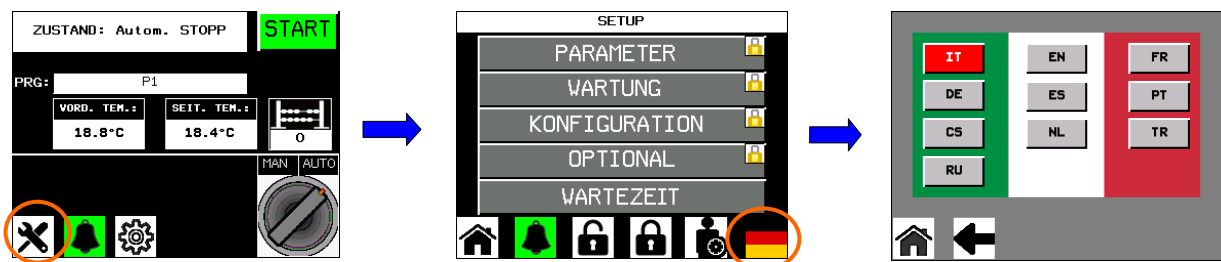 ZUSTAND: Autom. STOPP START
PRG: P1
VORD. TEM.: SEIT. TEM.:
18.8°C 18.4°C 0
MAN AUTO
SETUP
PARAMETER
WARTUNG
KONFIGURATION
OPTIONAL
WARTEZEIT
IT EN FR
DE ES PT
CS NL TR
RU